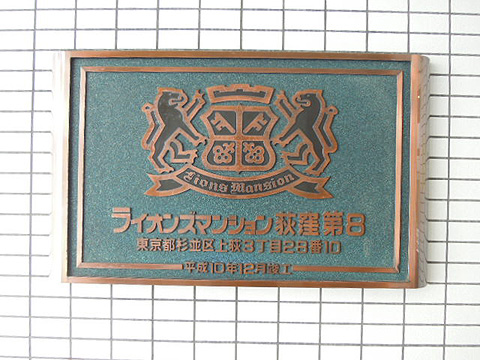 Lions Mansion
ライオンズマンション荻窪第8
東京都杉並区上荻3丁目23番10
平成10年12月竣工